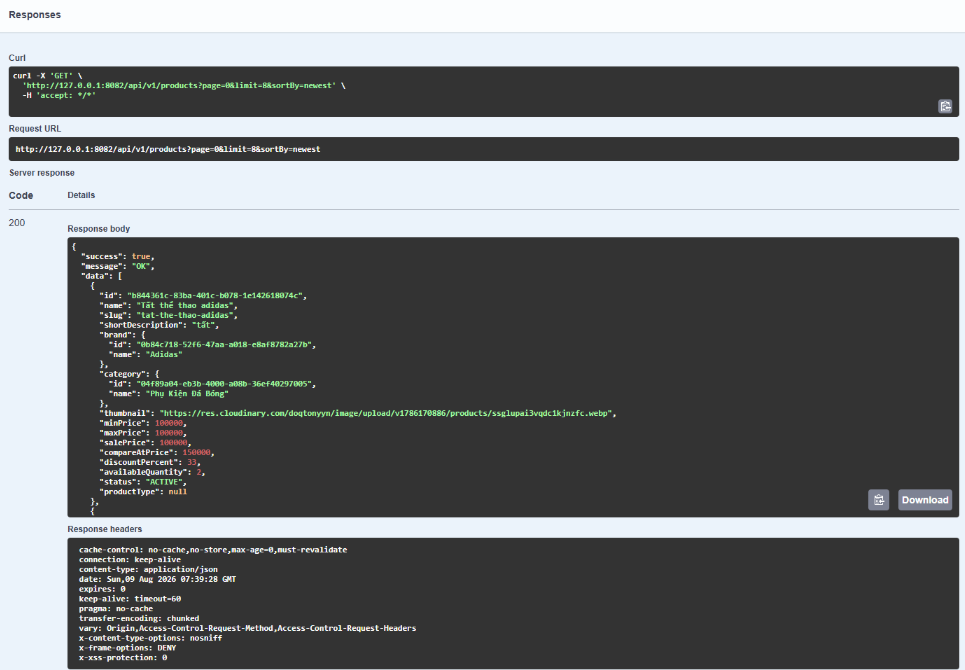 Responses
Curl
curl -X 'GET' \
  'http://127.0.0.1:8082/api/v1/products?page=0&limit=8&sortBy=newest' \
  -H 'accept: */*'
Request URL
http://127.0.0.1:8082/api/v1/products?page=0&limit=8&sortBy=newest
Server response
Code Details
200
Response body
{
  "success": true,
  "message": "OK",
  "data": [
    {
      "id": "b844361c-83ba-401c-b078-1e142618074c",
      "name": "Tất thể thao adidas",
      "slug": "tat-the-thao-adidas",
      "shortDescription": "tất",
      "brand": {
        "id": "0b84c718-52f6-47aa-a018-e8af8782a27b",
        "name": "Adidas"
      },
      "category": {
        "id": "04f89a04-eb3b-4000-a08b-36ef40297005",
        "name": "Phụ Kiện Đá Bóng"
      },
      "thumbnail": "https://res.cloudinary.com/doqtonyyn/image/upload/v1786170886/products/ssglupai3vqdc1kjnzfc.webp",
      "minPrice": 100000,
      "maxPrice": 100000,
      "salePrice": 100000,
      "compareAtPrice": 150000,
      "discountPercent": 33,
      "availableQuantity": 2,
      "status": "ACTIVE",
      "productType": null
    },
    {
Download
Response headers
cache-control: no-cache,no-store,max-age=0,must-revalidate
connection: keep-alive
content-type: application/json
date: Sun,09 Aug 2026 07:39:28 GMT
expires: 0
keep-alive: timeout=60
pragma: no-cache
transfer-encoding: chunked
vary: Origin,Access-Control-Request-Method,Access-Control-Request-Headers
x-content-type-options: nosniff
x-frame-options: DENY
x-xss-protection: 0